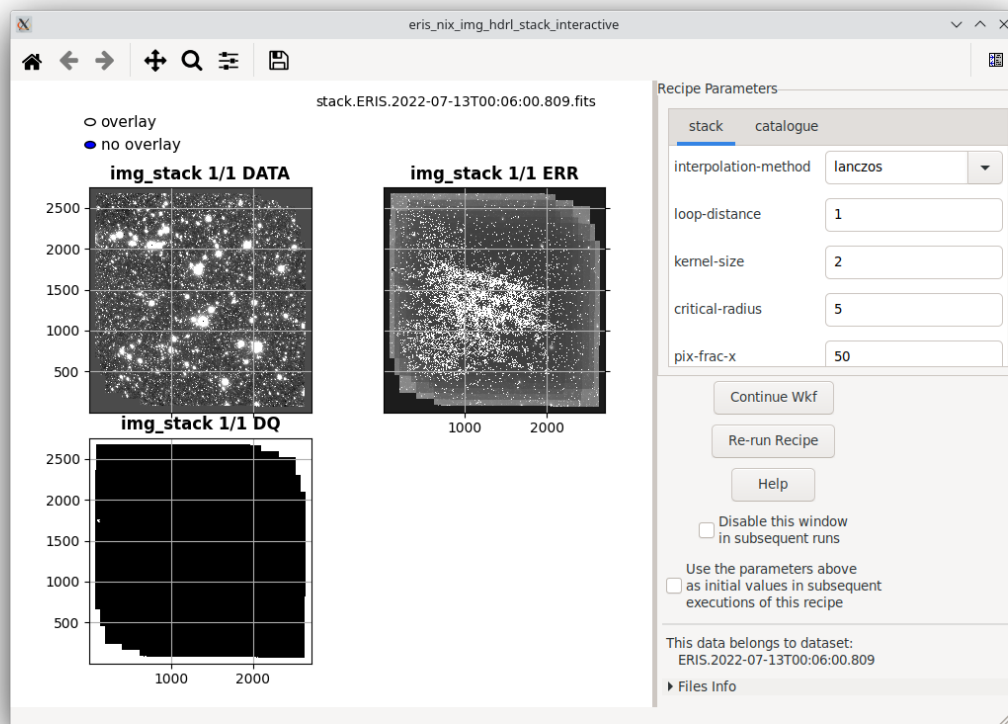 eris_nix_img_hdrl_stack_interactive
stack.ERIS.2022-07-13T00:06:00.809.fits
overlay
no overlay
img_stack 1/1 DATA
2500
2000
1500
1000
500
img_stack 1/1 ERR
1000
2000
img_stack 1/1 DQ
2500
2000
1500
1000
500
1000
2000
Recipe Parameters
stack
catalogue
interpolation-method
lanczos
loop-distance
1
kernel-size
2
critical-radius
5
pix-frac-x
50
Continue Wkf
Re-run Recipe
Help
Disable this window
in subsequent runs
Use the parameters above
as initial values in subsequent
executions of this recipe
This data belongs to dataset:
ERIS.2022-07-13T00:06:00.809
Files Info